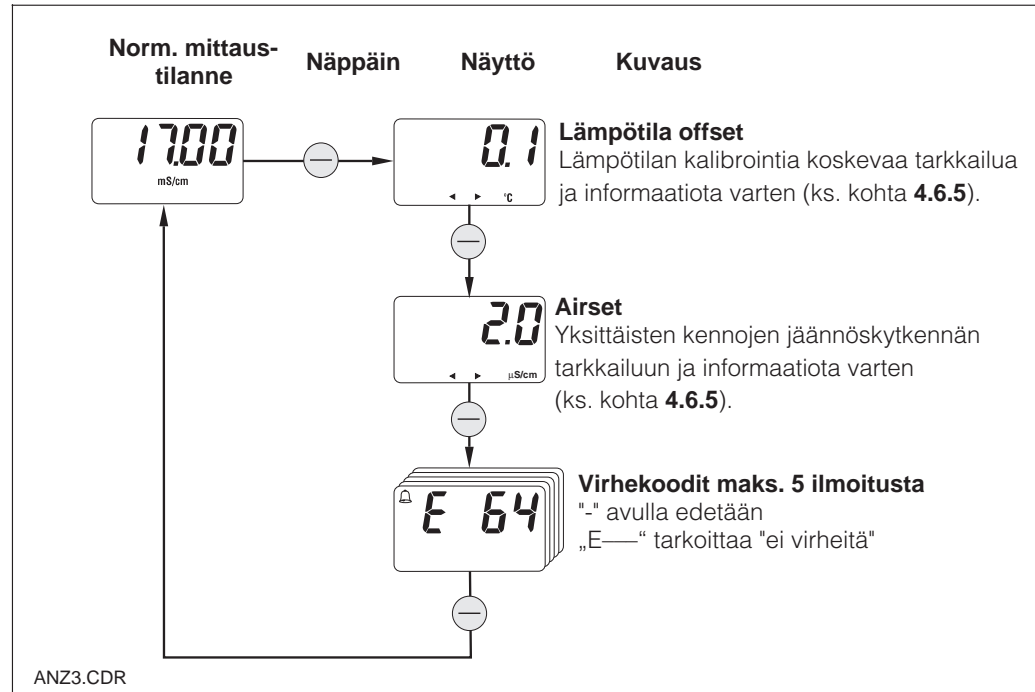 Norm. mittaus-
tilanne
Näppäin
Näyttö
Kuvaus
17.00
mS/cm
0.1
°C
Lämpötila offset
Lämpötilan kalibrointia koskevaa tarkkailua
ja informaatiota varten (ks. kohta 4.6.5).
2.0
µS/cm
Airset
Yksittäisten kennojen jäännöskytkennän
tarkkailuun ja informaatiota varten
(ks. kohta 4.6.5).
E 64
Virhekoodit maks. 5 ilmoitusta
"-" avulla edetään
„E–––“ tarkoittaa "ei virheitä"
ANZ3.CDR